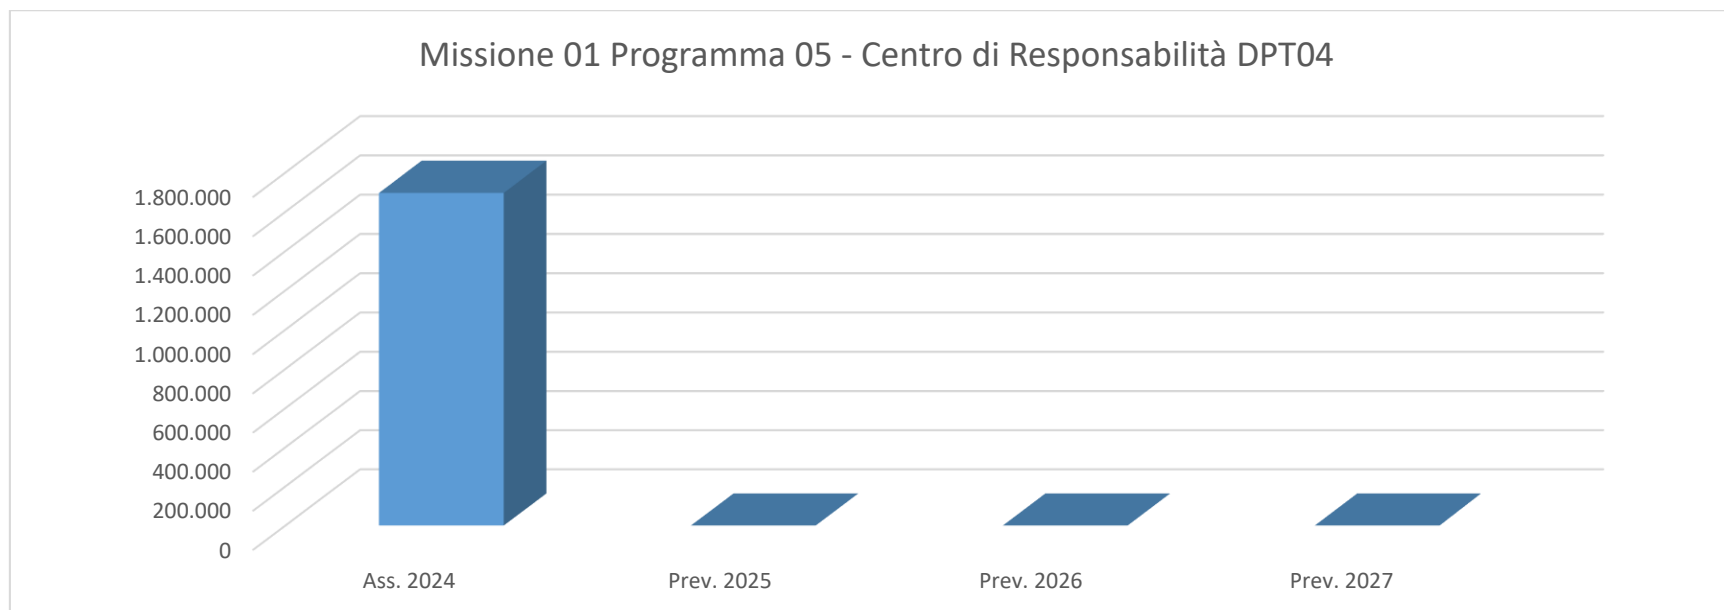 Missione 01 Programma 05 - Centro di Responsabilità DPT04
1.800.000
1.600.000
1.400.000
1.200.000
1.000.000
800.000
600.000
400.000
200.000
0
Ass. 2024
Prev. 2025
Prev. 2026
Prev. 2027